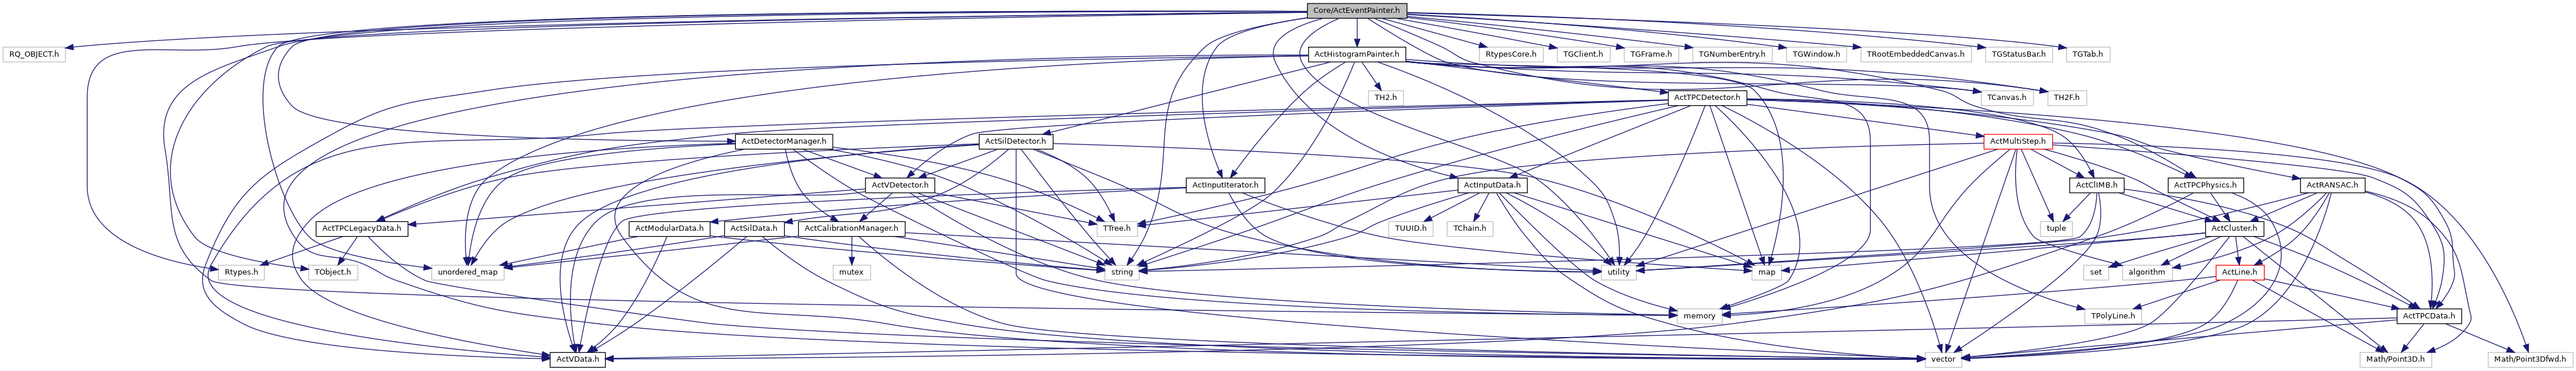 Core/ActEventPainter.h
RQ_OBJECT.h
ActHistogramPainter.h
RtypesCore.h
TGClient.h
TGFrame.h
TGNumberEntry.h
TGWindow.h
TRootEmbeddedCanvas.h
TGStatusBar.h
TGTab.h
TH2.h
ActTPCDetector.h
TCanvas.h
TH2F.h
ActDetectorManager.h
ActSilDetector.h
ActMultiStep.h
ActVDetector.h
ActInputIterator.h
ActInputData.h
ActClIMB.h
ActTPCPhysics.h
ActRANSAC.h
ActTPCLegacyData.h
ActModularData.h
ActSilData.h
ActCalibrationManager.h
TTree.h
TUUID.h
TChain.h
tuple
ActCluster.h
Rtypes.h
TObject.h
unordered_map
mutex
string
utility
map
set
algorithm
ActLine.h
memory
TPolyLine.h
ActTPCData.h
ActVData.h
vector
Math/Point3D.h
Math/Point3Dfwd.h